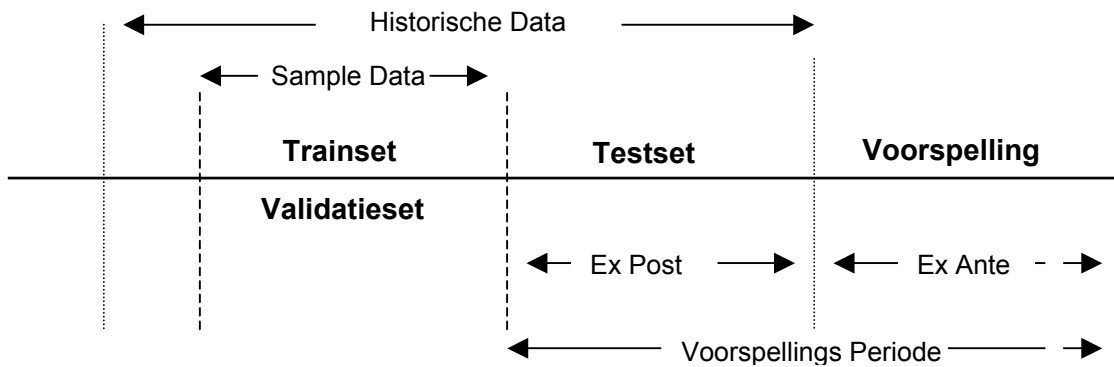 Historische Data
Sample Data
Trainset
Testset
Voorspelling
Validatieset
Ex Post
Ex Ante
Voorspellings Periode